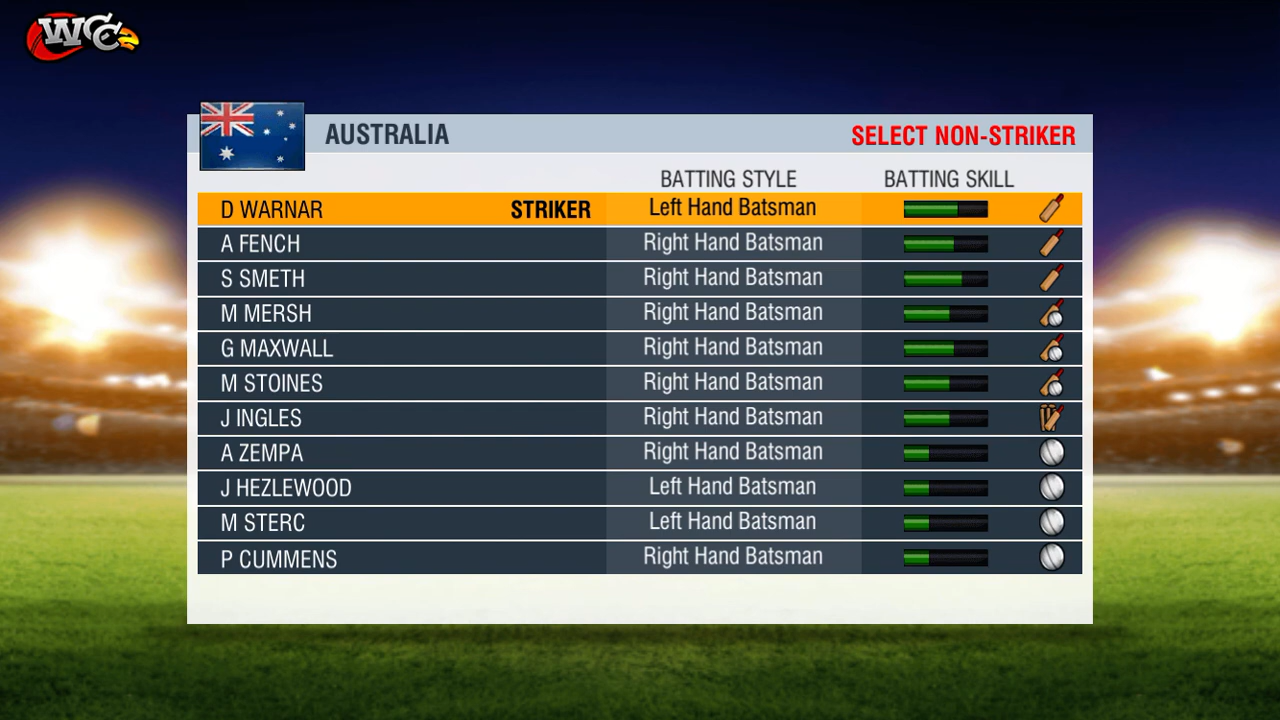 WCC
AUSTRALIA SELECT NON-STRIKER
BATTING STYLE BATTING SKILL
D WARNAR STRIKER Left Hand Batsman
A FENCH Right Hand Batsman
S SMETH Right Hand Batsman
M MERSH Right Hand Batsman
G MAXWALL Right Hand Batsman
M STOINES Right Hand Batsman
J INGLES Right Hand Batsman
A ZEMPA Right Hand Batsman
J HEZLEWOOD Left Hand Batsman
M STERC Left Hand Batsman
P CUMMENS Right Hand Batsman